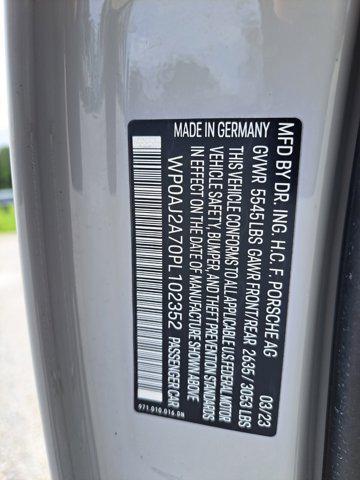 MFD BY DR. ING. H.C. F. PORSCHE AG 03/23
GVWR 5545 LBS GAWR FRONT/REAR 2635 / 3053 LBS
THIS VEHICLE CONFORMS TO ALL APPLICABLE U.S. FEDERAL MOTOR
VEHICLE SAFETY, BUMPER, AND THEFT PREVENTION STANDARDS
IN EFFECT ON THE DATE OF MANUFACTURE SHOWN ABOVE
WP0AI2A70PL102352 PASSENGER CAR
MADE IN GERMANY 971.010.016.DN